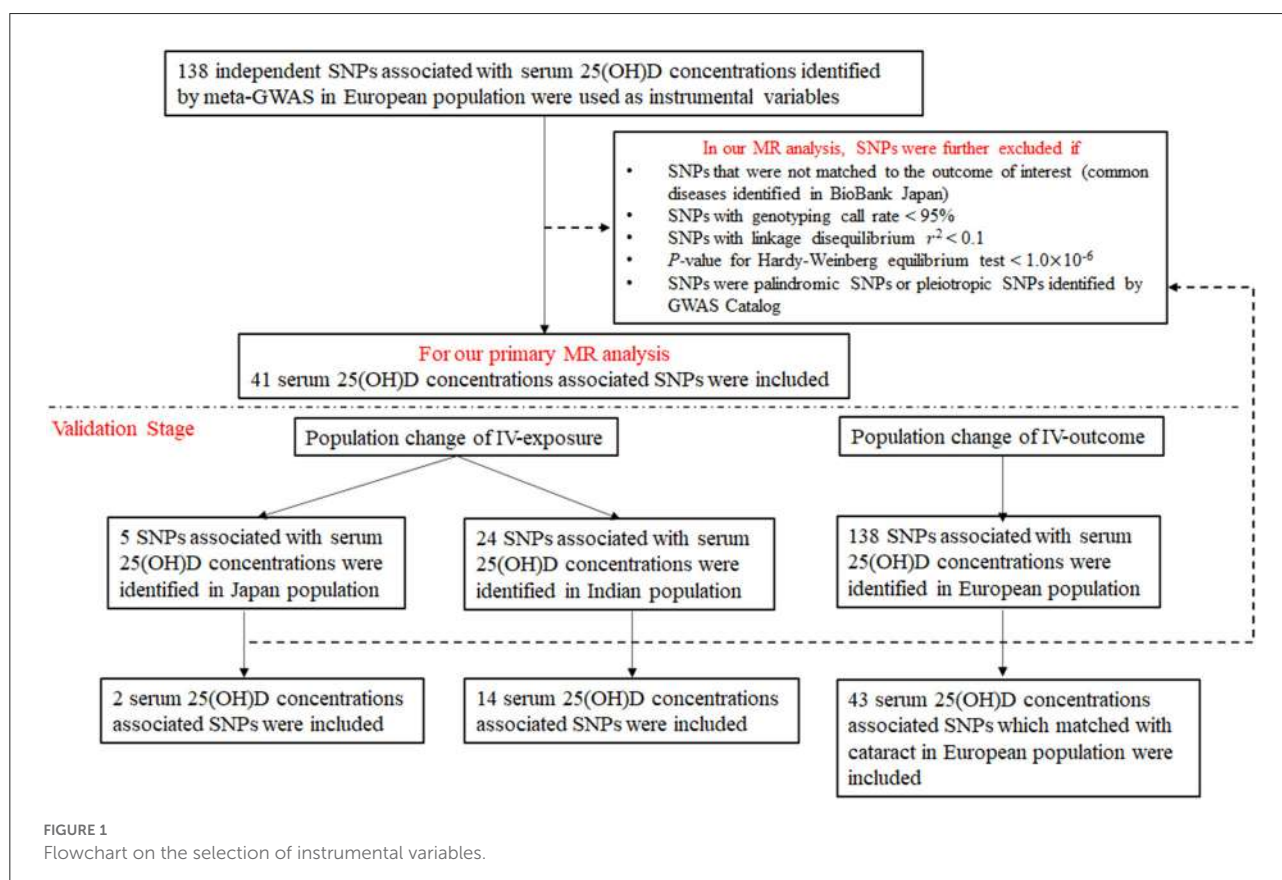 138 independent SNPs associated with serum 25(OH)D concentrations identified
by meta-GWAS in European population were used as instrumental variables
In our MR analysis, SNPs were further excluded if
• SNPs that were not matched to the outcome of interest (common
diseases identified in BioBank Japan)
• SNPs with genotyping call rate < 95%
• SNPs with linkage disequilibrium r² < 0.1
• P-value for Hardy-Weinberg equilibrium test < 1.0×10⁻⁶
• SNPs were palindromic SNPs or pleiotropic SNPs identified by
GWAS Catalog
For our primary MR analysis
41 serum 25(OH)D concentrations associated SNPs were included
Validation Stage
Population change of IV-exposure
Population change of IV-outcome
5 SNPs associated with serum
25(OH)D concentrations were
identified in Japan population
24 SNPs associated with serum
25(OH)D concentrations were
identified in Indian population
138 SNPs associated with serum
25(OH)D concentrations were
identified in European population
2 serum 25(OH)D concentrations
associated SNPs were included
14 serum 25(OH)D concentrations
associated SNPs were included
43 serum 25(OH)D concentrations
associated SNPs which matched with
cataract in European population were
included
FIGURE 1
Flowchart on the selection of instrumental variables.